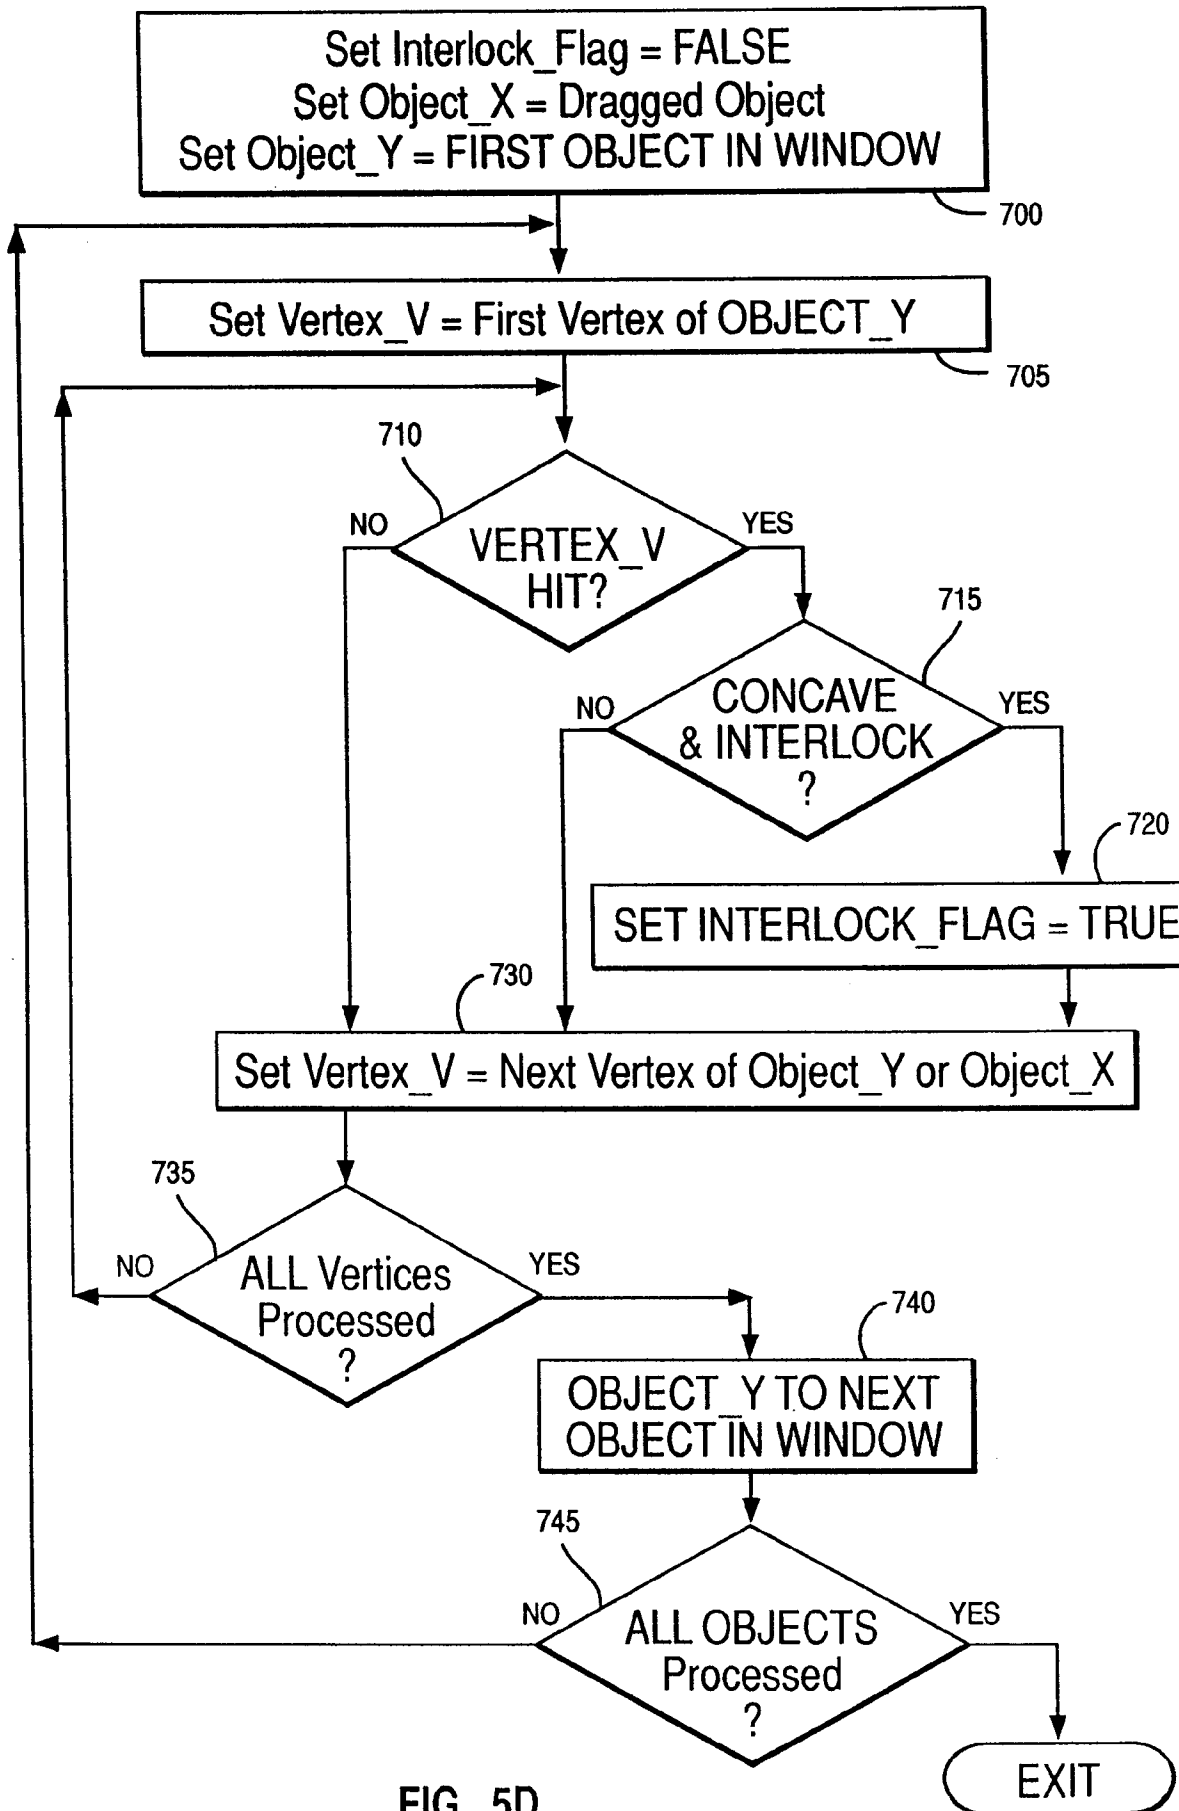 Set Interlock_Flag = FALSE
Set Object_X = Dragged Object
Set Object_Y = FIRST OBJECT IN WINDOW
700
Set Vertex_V = First Vertex of OBJECT_Y
705
710
NO
YES
VERTEX_V
HIT?
715
NO
YES
CONCAVE
& INTERLOCK
?
720
SET INTERLOCK_FLAG = TRUE
730
Set Vertex_V = Next Vertex of Object_Y or Object_X
735
NO
YES
ALL Vertices
Processed
?
740
OBJECT_Y TO NEXT
OBJECT IN WINDOW
745
NO
YES
ALL OBJECTS
Processed
?
EXIT
FIG. 5D